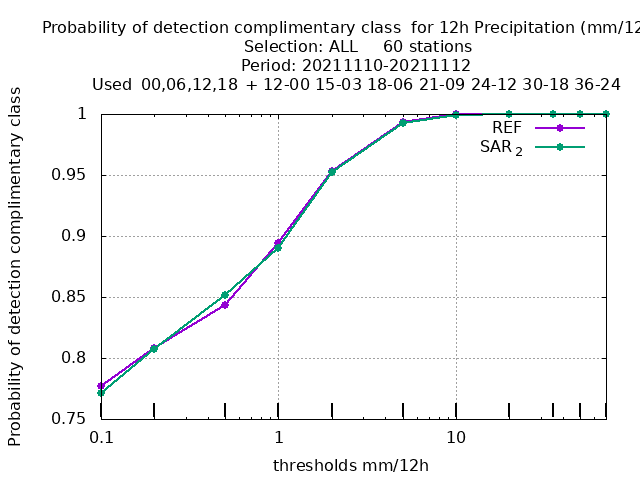 Probability of detection complimentary class  for 12h Precipitation (mm/12
Selection: ALL     60 stations
Period: 20211110-20211112
Used  00,06,12,18  + 12-00 15-03 18-06 21-09 24-12 30-18 36-24
Probability of detection complimentary class
1
0.95
0.9
0.85
0.8
0.75
REF
SAR 2
0.1
1
10
thresholds mm/12h